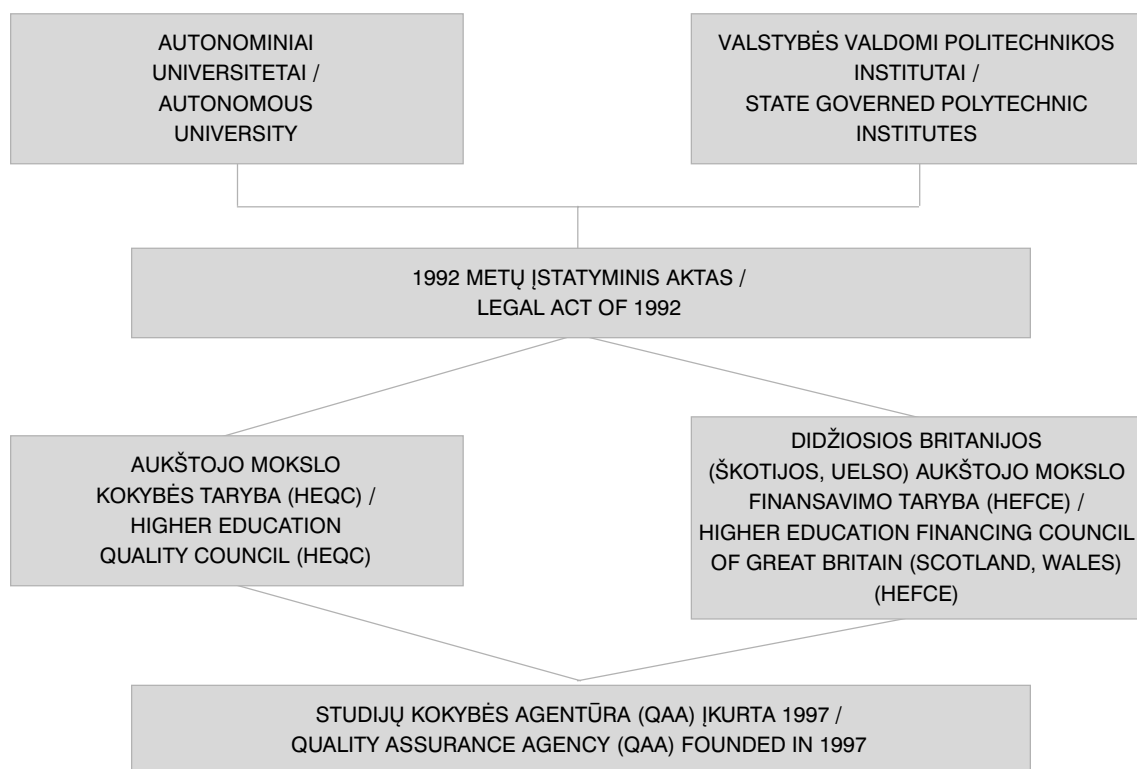 AUTONOMINIAI
UNIVERSITETAI /
AUTONOMOUS
UNIVERSITY
VALSTYBĖS VALDOMI POLITECHNIKOS
INSTITUTAI /
STATE GOVERNED POLYTECHNIC
INSTITUTES
1992 METŲ ĮSTATYMINIS AKTAS /
LEGAL ACT OF 1992
AUKŠTOJO MOKSLO
KOKYBĖS TARYBA (HEQC) /
HIGHER EDUCATION
QUALITY COUNCIL (HEQC)
DIDŽIOSIOS BRITANIJOS
(ŠKOTIJOS, UELSO) AUKŠTOJO MOKSLO
FINANSAVIMO TARYBA (HEFCE) /
HIGHER EDUCATION FINANCING COUNCIL
OF GREAT BRITAIN (SCOTLAND, WALES)
(HEFCE)
STUDIJŲ KOKYBĖS AGENTŪRA (QAA) ĮKURTA 1997 /
QUALITY ASSURANCE AGENCY (QAA) FOUNDED IN 1997